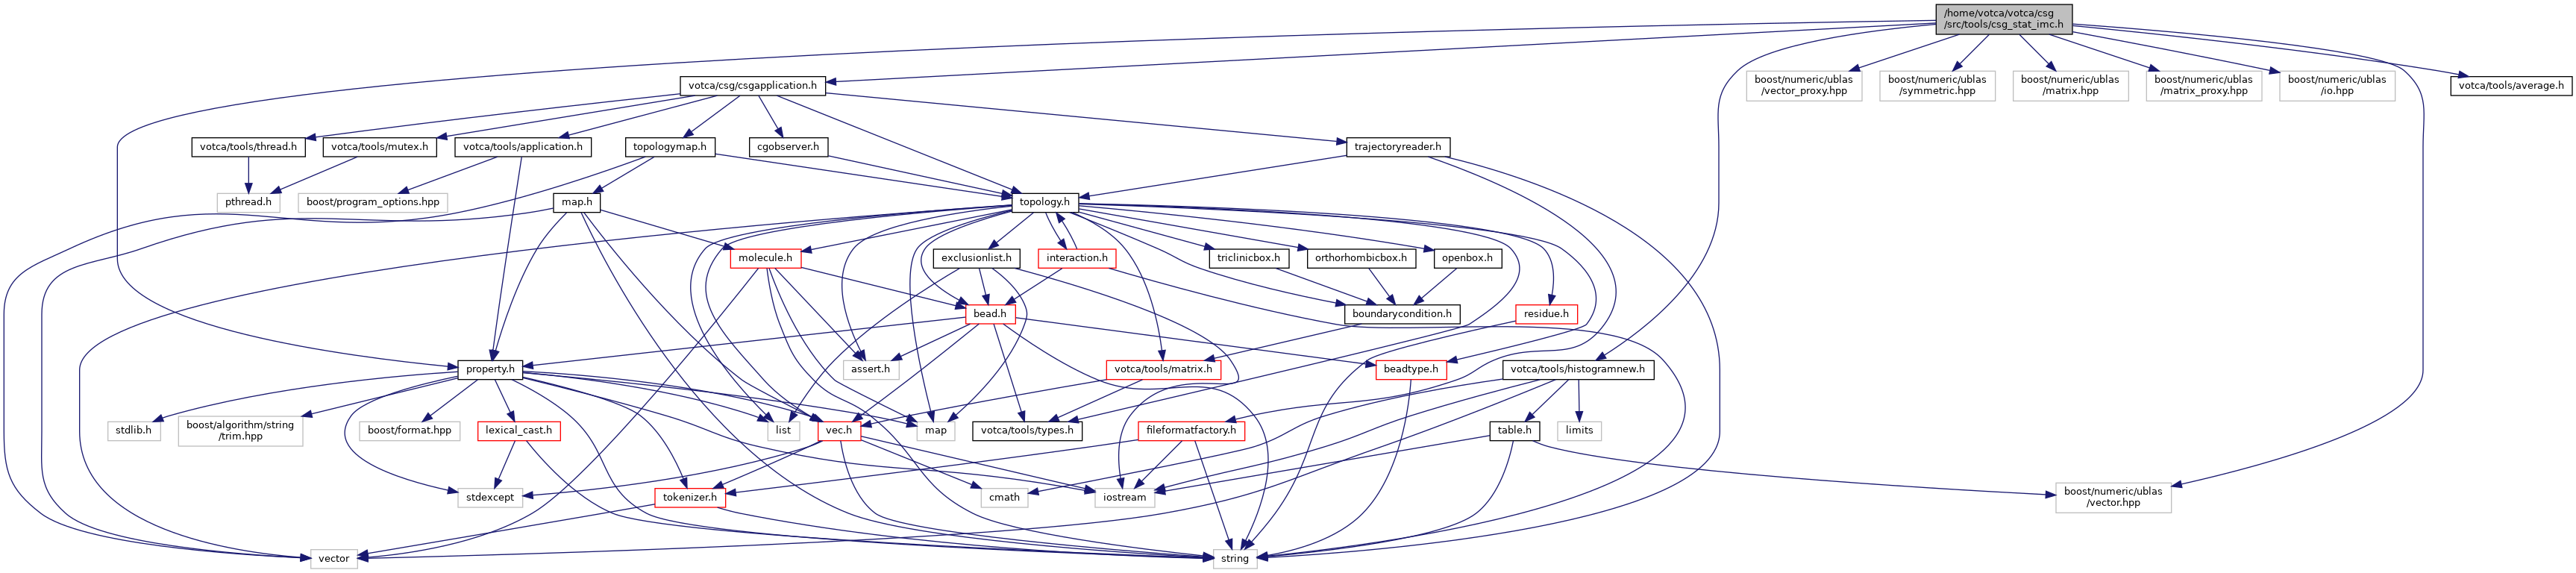 /home/votca/votca/csg
/src/tools/csg_stat_imc.h
votca/csg/csgapplication.h
boost/numeric/ublas
/vector_proxy.hpp
boost/numeric/ublas
/symmetric.hpp
boost/numeric/ublas
/matrix.hpp
boost/numeric/ublas
/matrix_proxy.hpp
boost/numeric/ublas
/io.hpp
votca/tools/average.h
votca/tools/thread.h
votca/tools/mutex.h
votca/tools/application.h
topologymap.h
cgobserver.h
trajectoryreader.h
pthread.h
boost/program_options.hpp
map.h
topology.h
molecule.h
exclusionlist.h
interaction.h
triclinicbox.h
orthorhombicbox.h
openbox.h
bead.h
boundarycondition.h
residue.h
property.h
assert.h
votca/tools/matrix.h
beadtype.h
votca/tools/histogramnew.h
stdlib.h
boost/algorithm/string
/trim.hpp
boost/format.hpp
lexical_cast.h
list
vec.h
map
votca/tools/types.h
fileformatfactory.h
table.h
limits
stdexcept
tokenizer.h
cmath
iostream
boost/numeric/ublas
/vector.hpp
vector
string